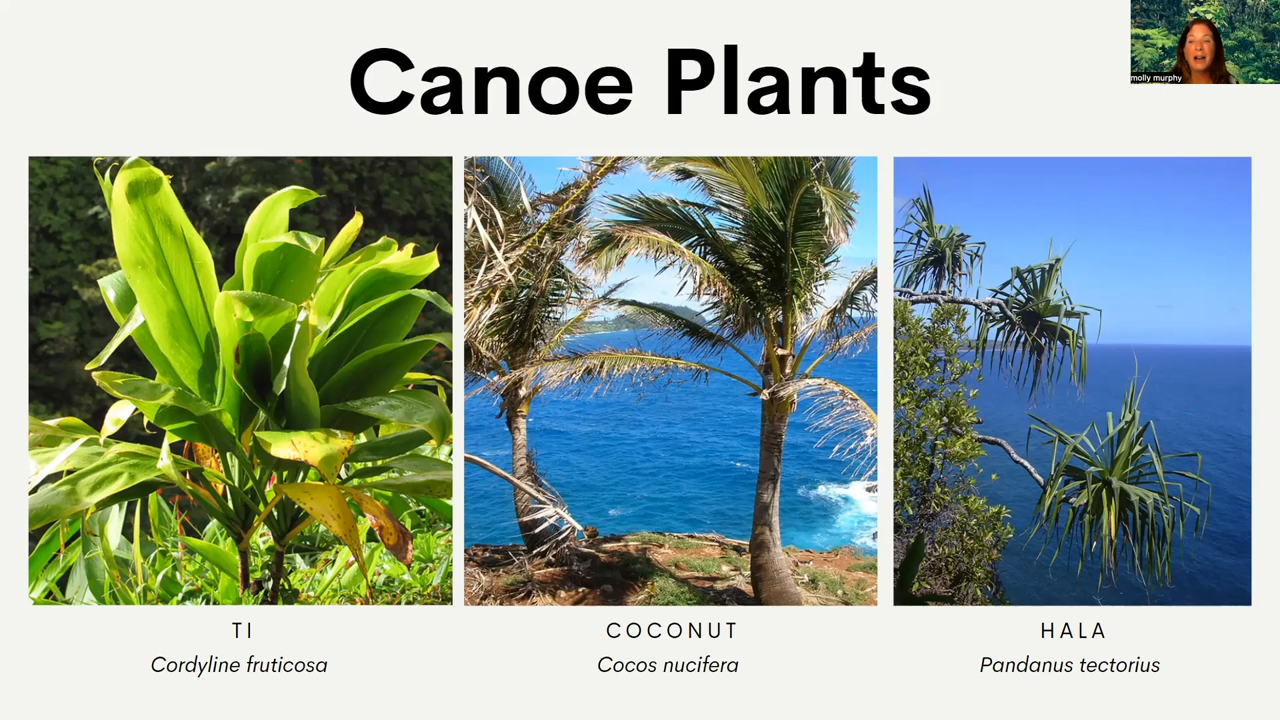 Canoe Plants
molly murphy
TI
Cordyline fruticosa
COCONUT
Cocos nucifera
HALA
Pandanus tectorius